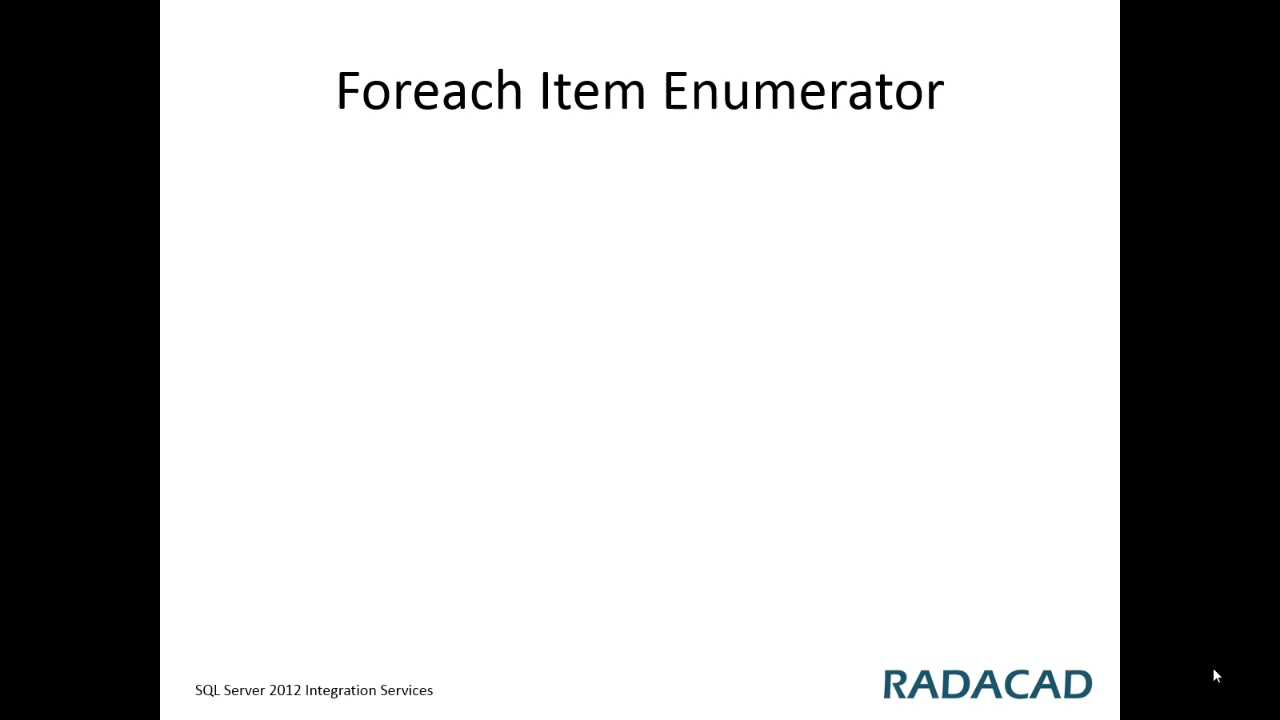 Foreach Item Enumerator
SQL Server 2012 Integration Services
RADACAD